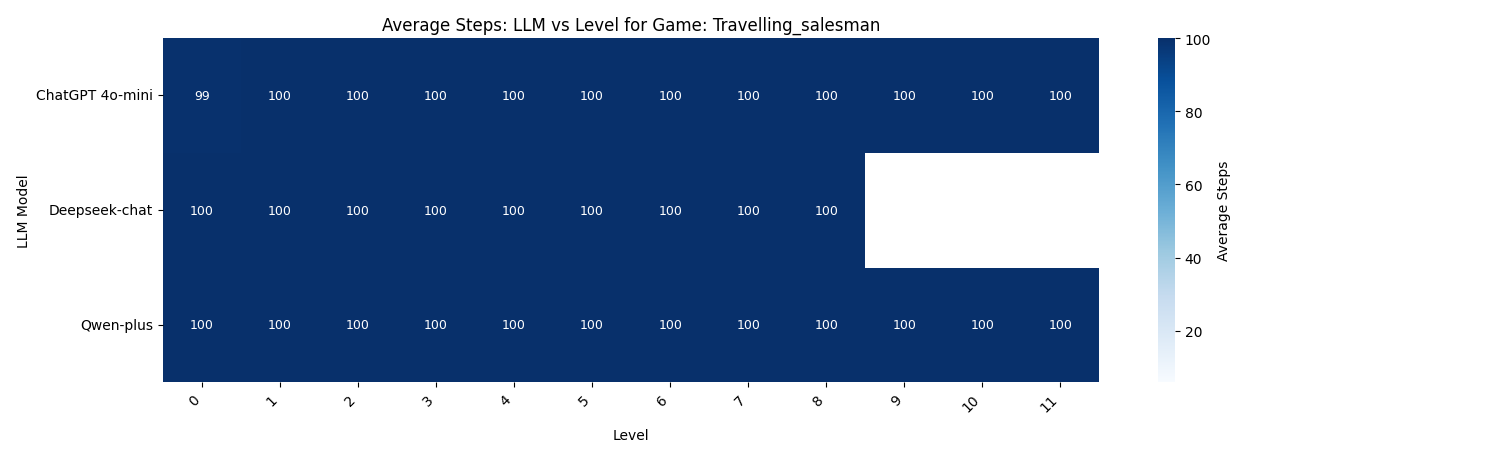 Average Steps: LLM vs Level for Game: Travelling_salesman
LLM Model
ChatGPT 4o-mini 99 100 100 100 100 100 100 100 100 100 100 100
Deepseek-chat 100 100 100 100 100 100 100 100 100
Qwen-plus 100 100 100 100 100 100 100 100 100 100 100 100
0 1 2 3 4 5 6 7 8 9 10 11
Level
100
80
60
40
20
Average Steps